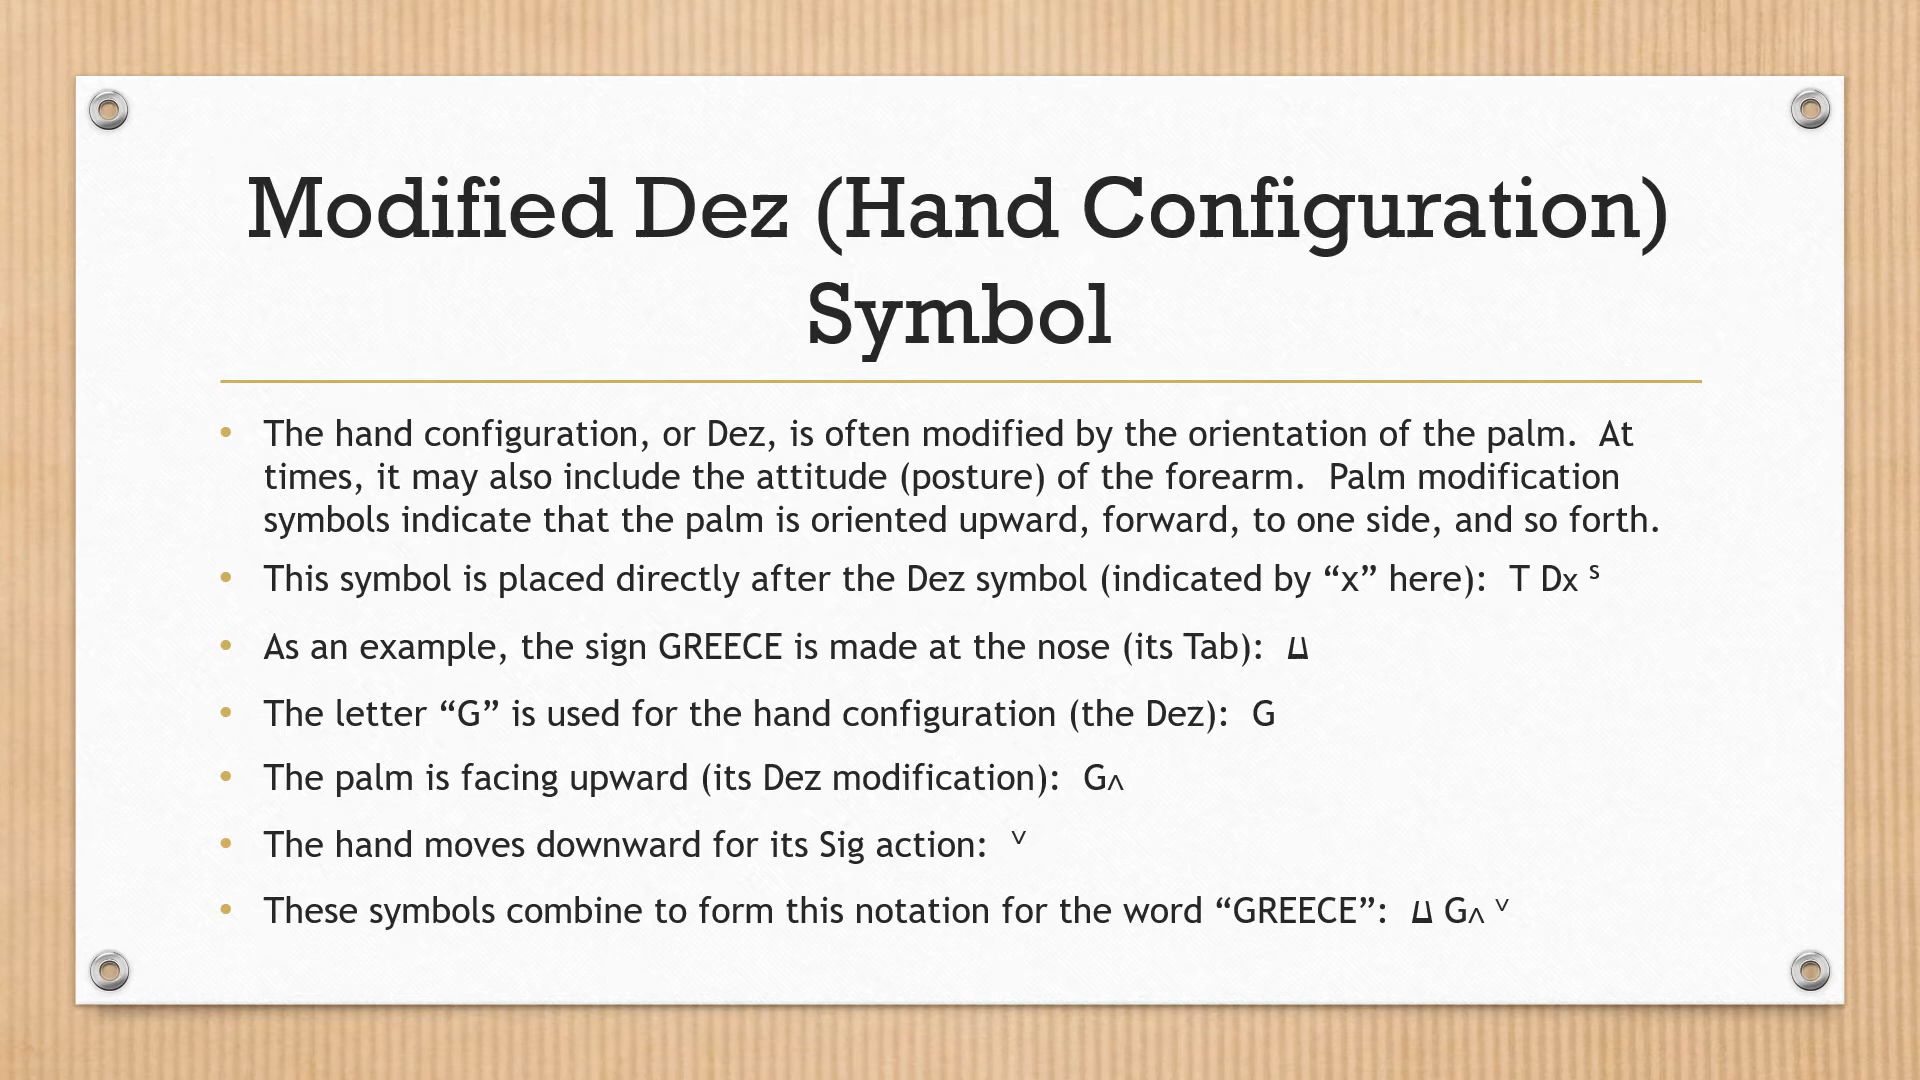 Modified Dez (Hand Configuration)
Symbol
• The hand configuration, or Dez, is often modified by the orientation of the palm.  At
times, it may also include the attitude (posture) of the forearm.  Palm modification
symbols indicate that the palm is oriented upward, forward, to one side, and so forth.
• This symbol is placed directly after the Dez symbol (indicated by “x” here):  T Dx ˢ
• As an example, the sign GREECE is made at the nose (its Tab):  ꓴ
• The letter “G” is used for the hand configuration (the Dez):  G
• The palm is facing upward (its Dez modification):  G˄
• The hand moves downward for its Sig action:  ˅
• These symbols combine to form this notation for the word “GREECE”:  ꓴ G˄ ˅